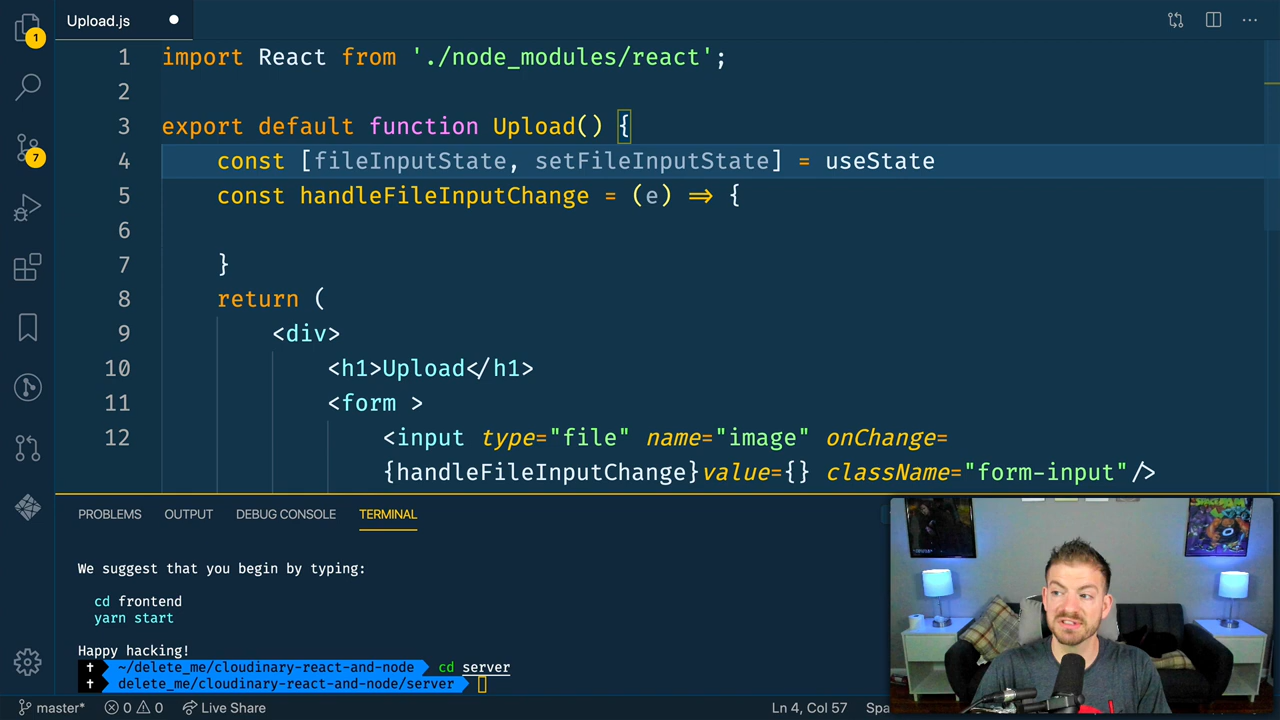 Upload.js
1
1 import React from './node_modules/react';
2
3 export default function Upload() {
7
4 const [fileInputState, setFileInputState] = useState
5 const handleFileInputChange = (e) => {
6
7 }
8 return (
9 <div>
10 <h1>Upload</h1>
11 <form >
12 <input type="file" name="image" onChange=
{handleFileInputChange}value={} className="form-input"/>
PROBLEMS OUTPUT DEBUG CONSOLE TERMINAL
We suggest that you begin by typing:
cd frontend
yarn start
Happy hacking!
~/delete_me/cloudinary-react-and-node cd server
delete_me/cloudinary-react-and-node/server
master* 0 0 Live Share Ln 4, Col 57 Spa